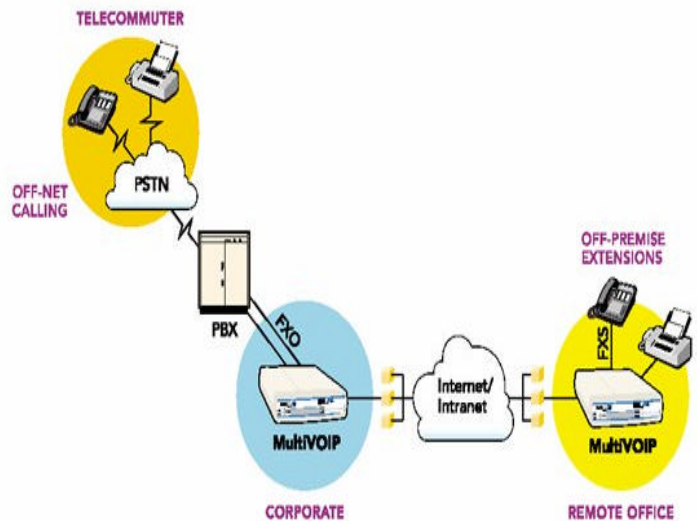 TELECOMMUTER
PSTN
OFF-NET
CALLING
PBX
FXO
MultiVOIP
CORPORATE
Internet/
Intranet
OFF-PREMISE
EXTENSIONS
FXS
MultiVOIP
REMOTE OFFICE